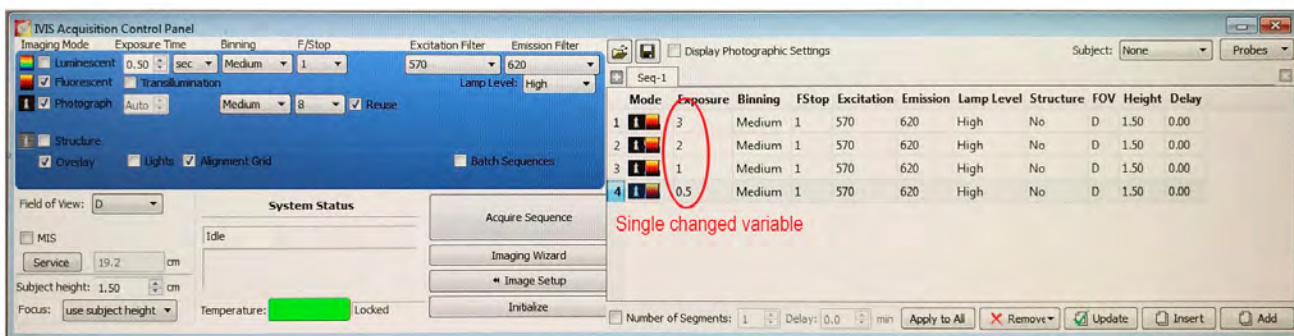 IVIS Acquisition Control Panel
Imaging Mode Exposure Time Binning F/Stop Excitation Filter Emission Filter
Luminescent 0.50 sec Medium 1 570 620
Fluorescent Transillumination Lamp Level: High
Photograph Auto Medium 8 Reuse
Structure
Overlay Lights Alignment Grid Batch Sequences
Field of View: D
System Status
Idle
MIS
Service 19.2 cm
Subject height: 1.50 cm
Focus: use subject height
Temperature: Locked
Acquire Sequence
Imaging Wizard
Image Setup
Initialize
Display Photographic Settings Subject: None Probes
Seq-1
Mode Exposure Binning FStop Excitation Emission Lamp Level Structure FOV Height Delay
1 3 Medium 1 570 620 High No D 1.50 0.00
2 2 Medium 1 570 620 High No D 1.50 0.00
3 1 Medium 1 570 620 High No D 1.50 0.00
4 0.5 Medium 1 570 620 High No D 1.50 0.00
Single changed variable
Number of Segments: 1 Delay: 0.0 min Apply to All Remove Update Insert Add